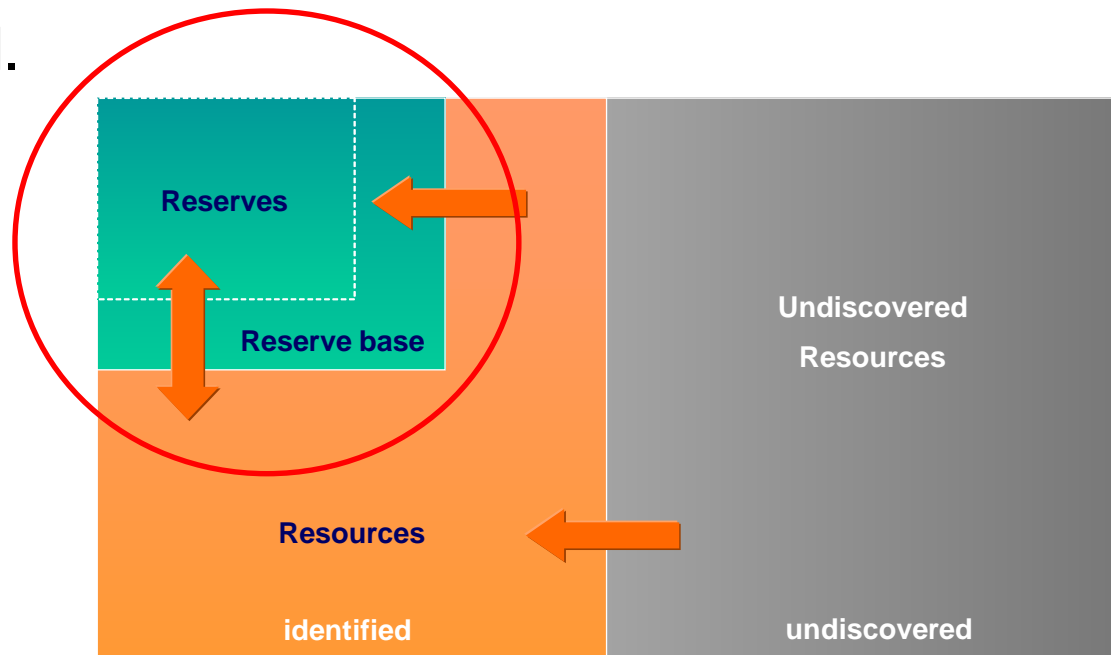 .
Reserves
Reserve base
Undiscovered
Resources
Resources
identified
undiscovered